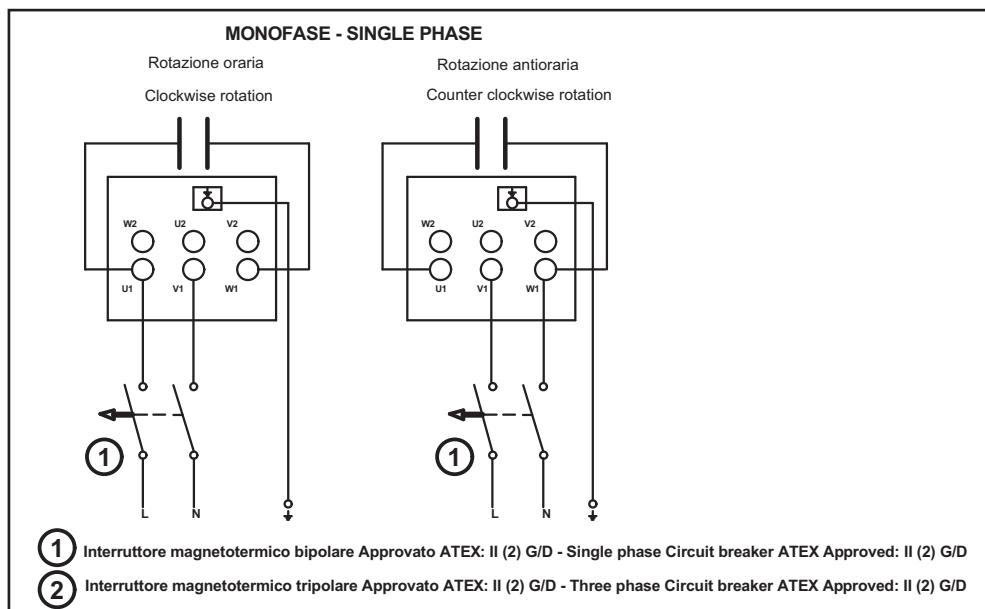 MONOFASE - SINGLE PHASE
Rotazione oraria
Clockwise rotation
W2 U2 V2
U1 V1 W1
1
L N
Rotazione antioraria
Counter clockwise rotation
W2 U2 V2
U1 V1 W1
1
L N
1 Interruttore magnetotermico bipolare Approvato ATEX: II (2) G/D - Single phase Circuit breaker ATEX Approved: II (2) G/D
2 Interruttore magnetotermico tripolare Approvato ATEX: II (2) G/D - Three phase Circuit breaker ATEX Approved: II (2) G/D